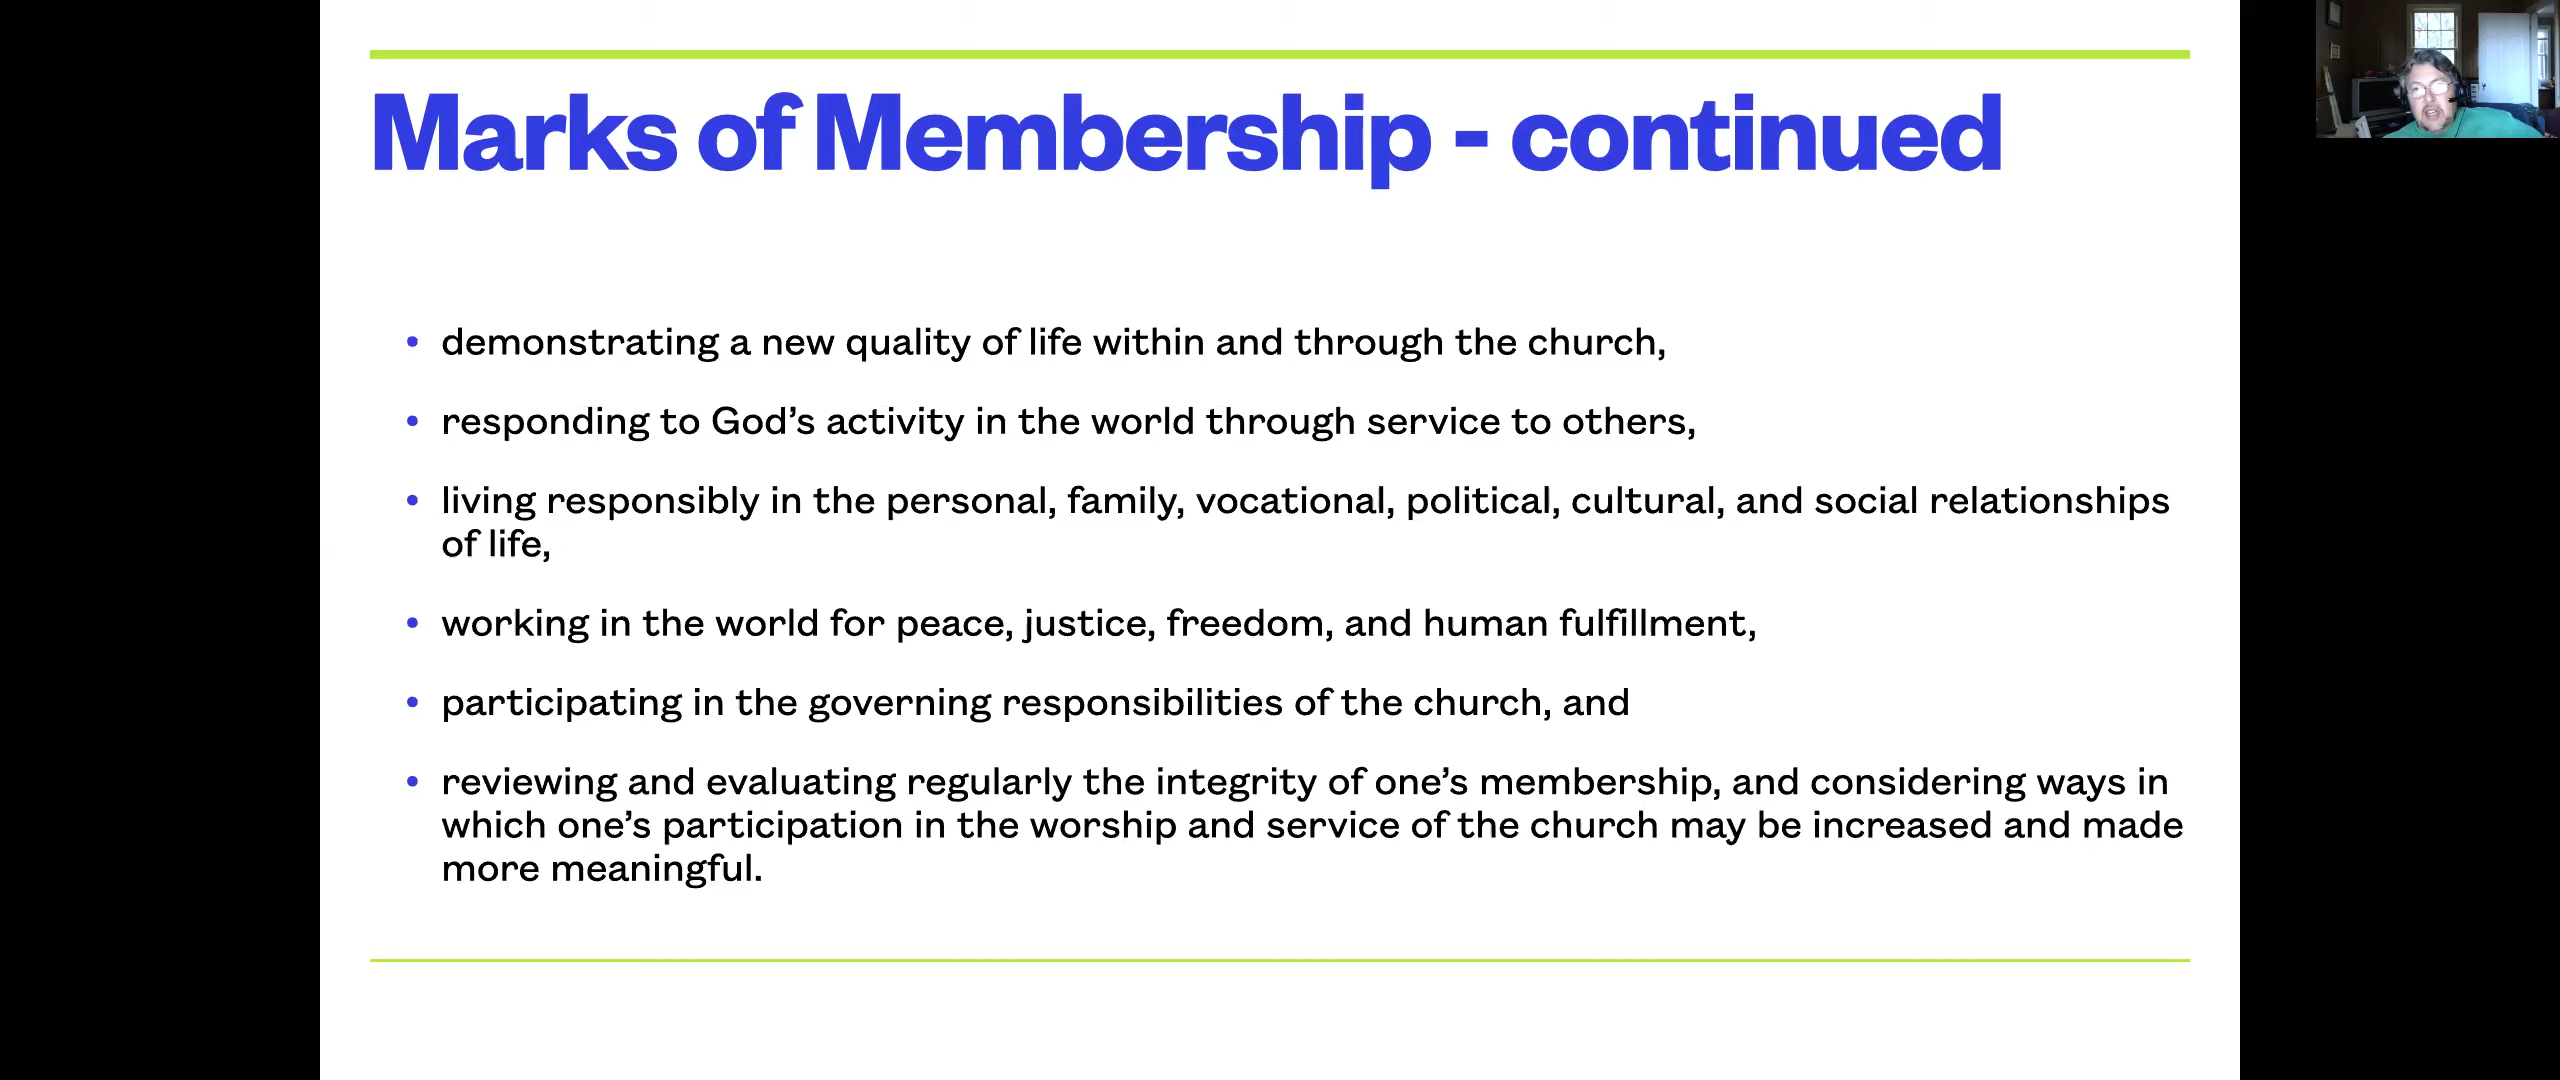 Marks of Membership - continued
• demonstrating a new quality of life within and through the church,
• responding to God’s activity in the world through service to others,
• living responsibly in the personal, family, vocational, political, cultural, and social relationships
of life,
• working in the world for peace, justice, freedom, and human fulfillment,
• participating in the governing responsibilities of the church, and
• reviewing and evaluating regularly the integrity of one’s membership, and considering ways in
which one’s participation in the worship and service of the church may be increased and made
more meaningful.